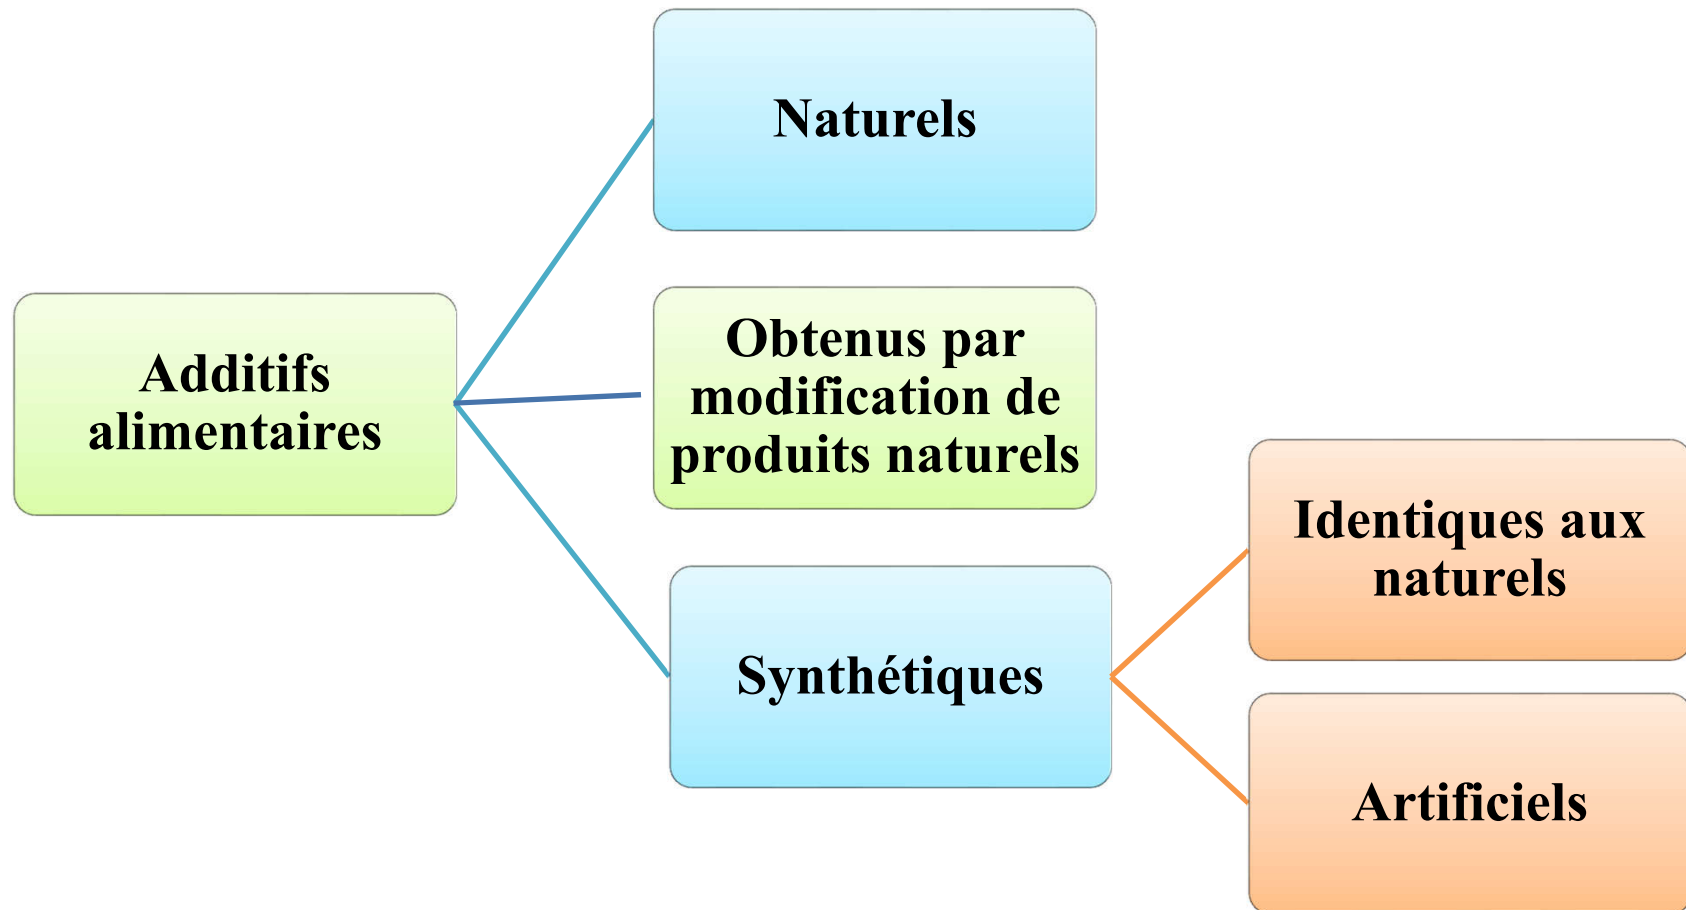 Naturels
Additifs
alimentaires
Obtenus par
modification de
produits naturels
Synthétiques
Identiques aux
naturels
Artificiels